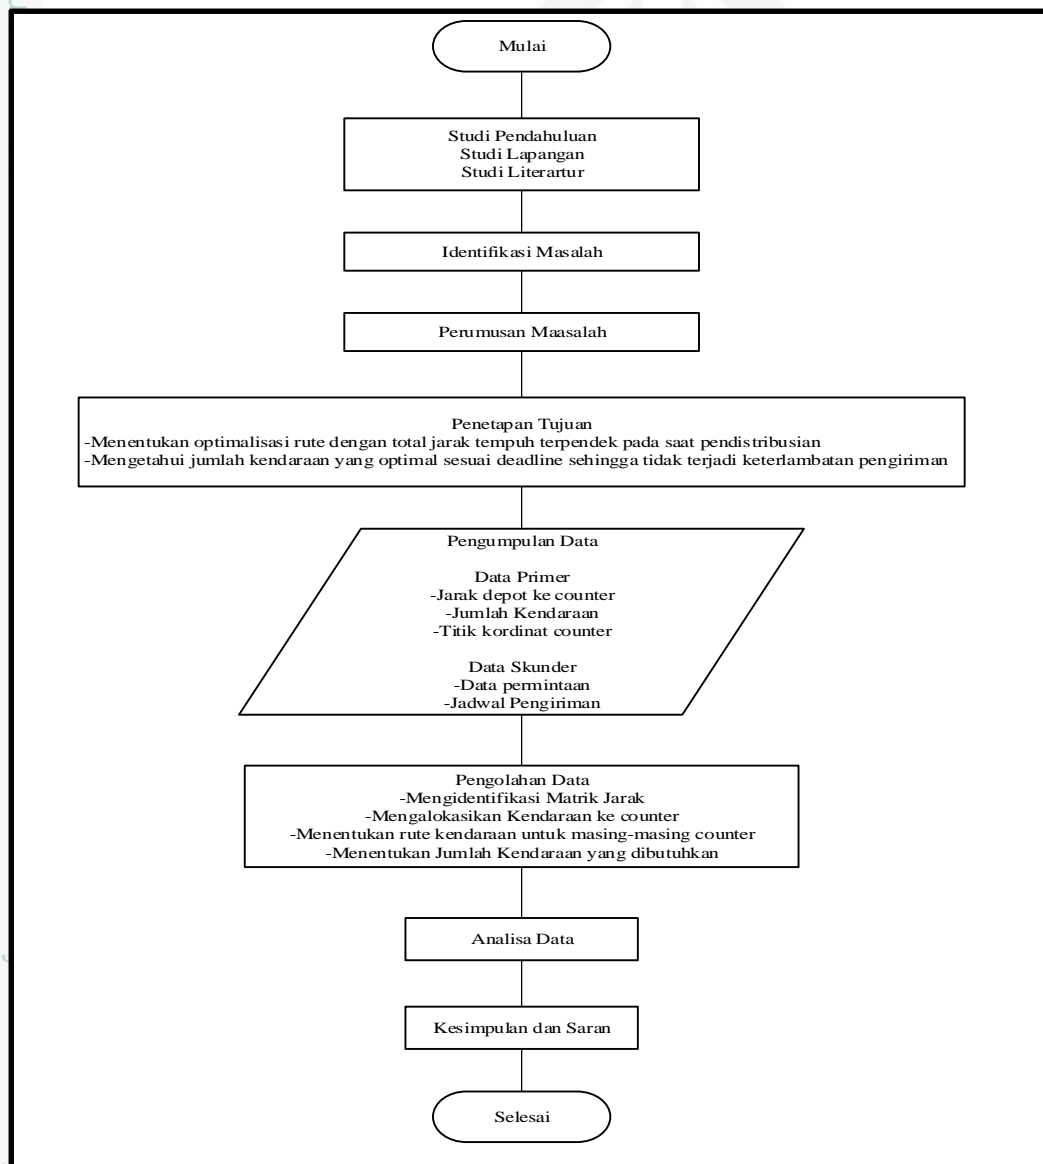 Mulai
Studi Pendahuluan
Studi Lapangan
Studi Literartur
Identifikasi Masalah
Perumusan Maasalah
Penetapan Tujuan
-Menentukan optimalisasi rute dengan total jarak tempuh terpendek pada saat pendistribusian
-Mengetahui jumlah kendaraan yang optimal sesuai deadline sehingga tidak terjadi keterlambatan pengiriman
Pengumpulan Data
Data Primer
-Jarak depot ke counter
-Jumlah Kendaraan
-Titik kordinat counter
Data Skunder
-Data permintaan
-Jadwal Pengiriman
Pengolahan Data
-Mengidentifikasi Matrik Jarak
-Mengalokasikan Kendaraan ke counter
-Menentukan rute kendaraan untuk masing-masing counter
-Menentukan Jumlah Kendaraan yang dibutuhkan
Analisa Data
Kesimpulan dan Saran
Selesai